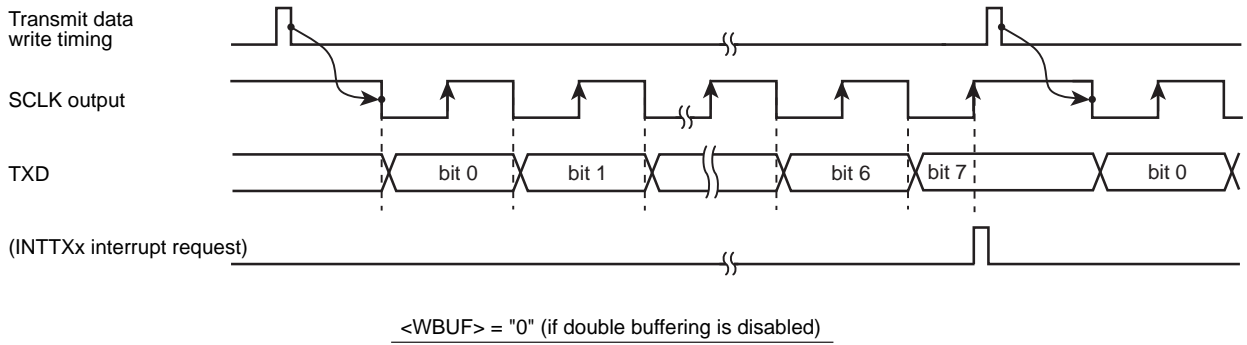 Transmit data
write timing
SCLK output
TXD
bit 0
bit 1
bit 6
bit 7
bit 0
(INTTXx interrupt request)
<WBUF> = "0" (if double buffering is disabled)